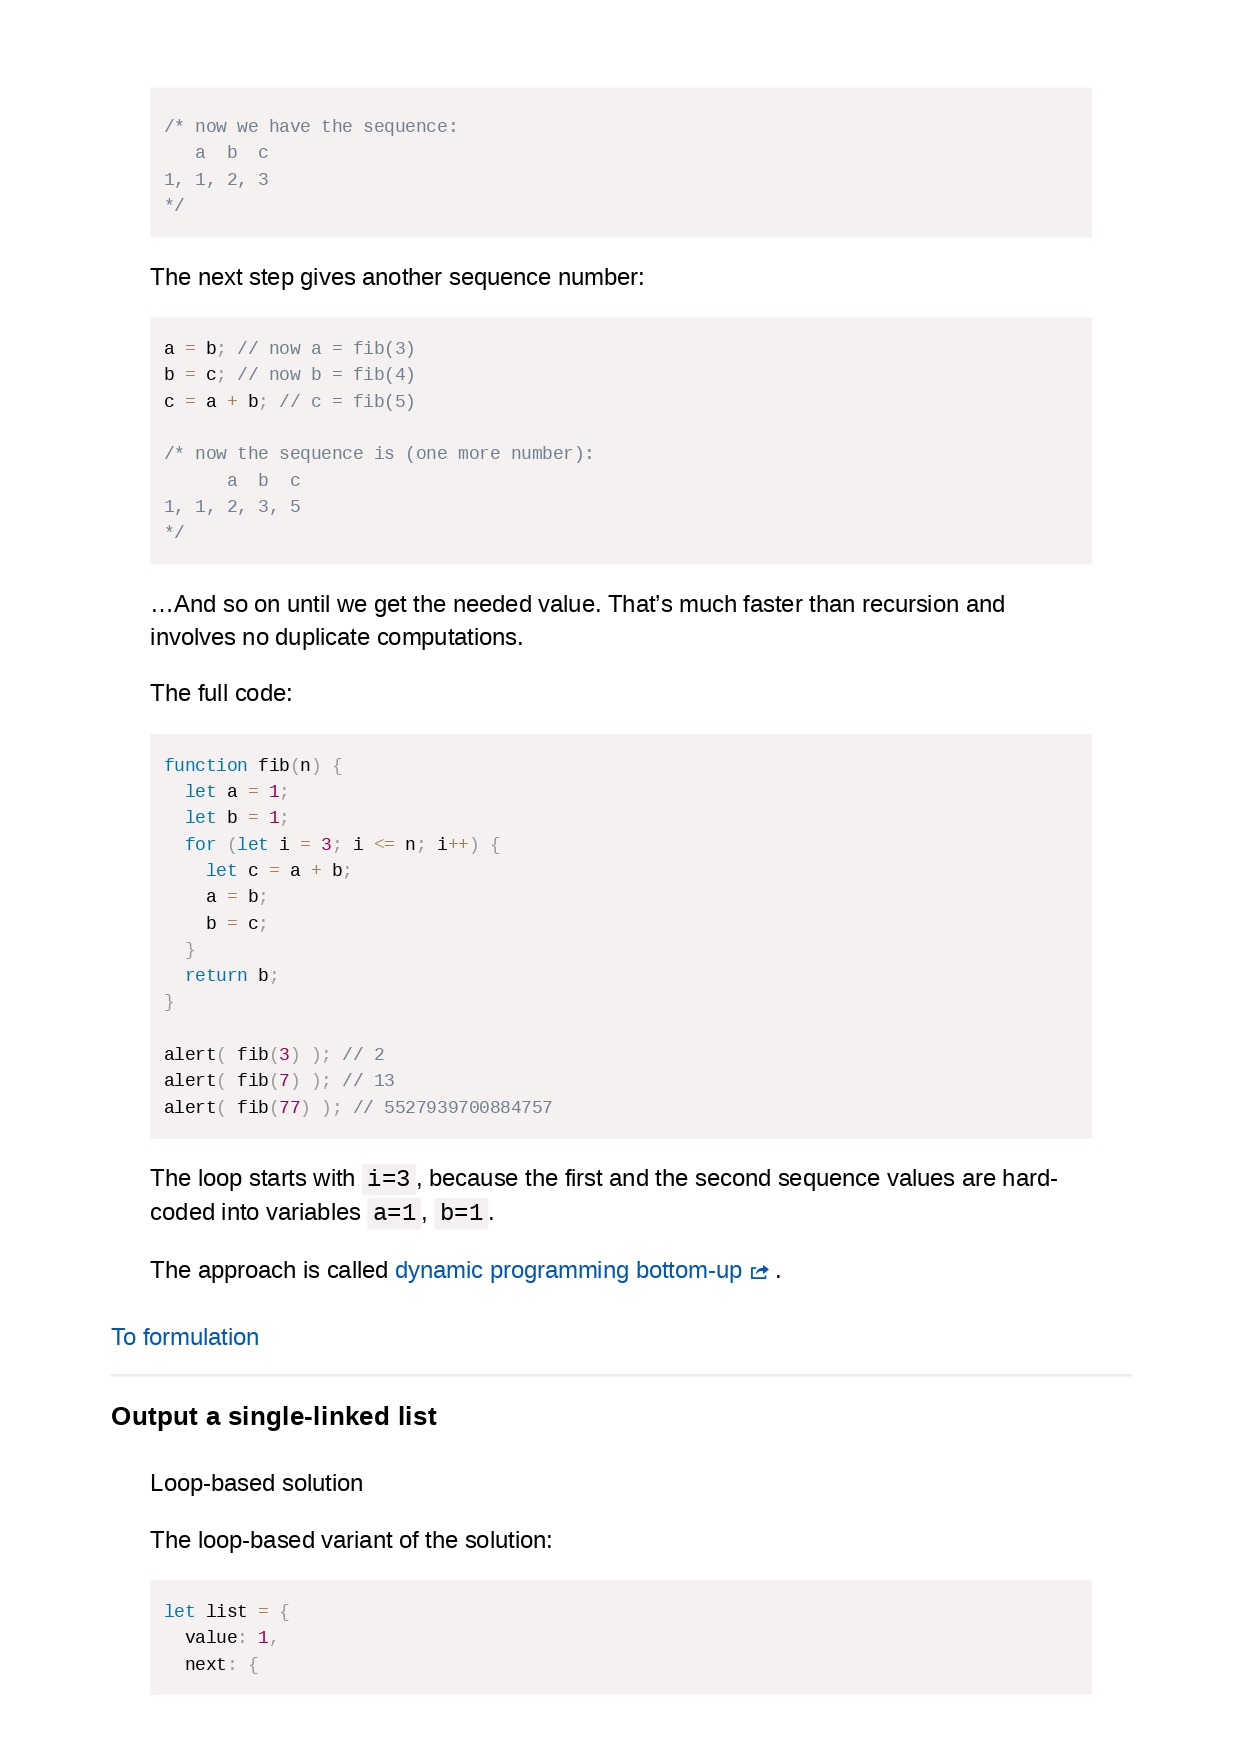 /* now we have the sequence:
   a  b  c
1, 1, 2, 3
*/
The next step gives another sequence number:
a = b; // now a = fib(3)
b = c; // now b = fib(4)
c = a + b; // c = fib(5)
/* now the sequence is (one more number):
      a  b  c
1, 1, 2, 3, 5
*/
…And so on until we get the needed value. That’s much faster than recursion and
involves no duplicate computations.
The full code:
function fib(n) {
  let a = 1;
  let b = 1;
  for (let i = 3; i <= n; i++) {
    let c = a + b;
    a = b;
    b = c;
  }
  return b;
}
alert( fib(3) ); // 2
alert( fib(7) ); // 13
alert( fib(77) ); // 5527939700884757
The loop starts with i=3, because the first and the second sequence values are hard-
coded into variables a=1, b=1.
The approach is called dynamic programming bottom-up .
To formulation
Output a single-linked list
Loop-based solution
The loop-based variant of the solution:
let list = {
  value: 1,
  next: {